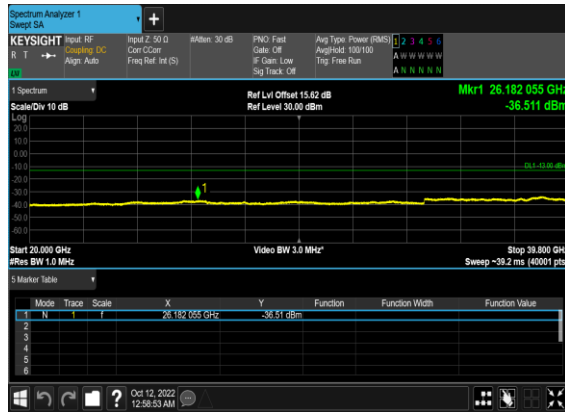 Spectrum Analyzer 1
Swept SA
+
KEYSIGHT Input: RF Input Z: 50 Ω #Atten: 30 dB PNO: Fast Avg Type: Power (RMS) 1 2 3 4 5 6
R T Coupling: DC Corr CCorr Gate: Off Avg|Hold: 100/100 A W W W W W
Align: Auto Freq Ref: Int (S) IF Gain: Low Trig: Free Run
Sig Track: Off A N N N N N
LU
1 Spectrum Ref Lvl Offset 15.62 dB Mkr1 26.182 055 GHz
Scale/Div 10 dB Ref Level 30.00 dBm -36.511 dBm
Log
20.0
10.0
0.00
-10.0 DL1 -13.00 dBm
-20.0
-30.0 1
-40.0
-50.0
-60.0
Start 20.000 GHz Video BW 3.0 MHz* Stop 39.800 GHz
#Res BW 1.0 MHz Sweep ~39.2 ms (40001 pts)
5 Marker Table
Mode Trace Scale X Y Function Function Width Function Value
1 N 1 f 26.182 055 GHz -36.51 dBm
2
3
4
5
6
? Oct 12, 2022
12:58:53 AM